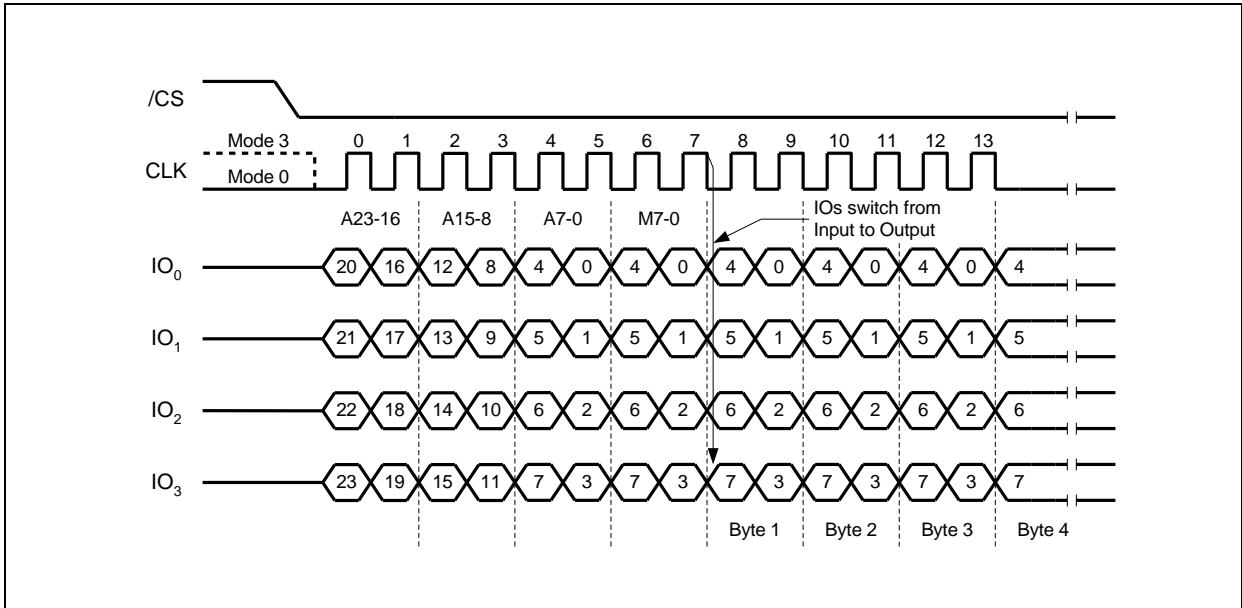 /CS
Mode 3 0 1 2 3 4 5 6 7 8 9 10 11 12 13
CLK
Mode 0
A23-16 A15-8 A7-0 M7-0 IOs switch from
Input to Output
IO0 20 16 12 8 4 0 4 0 4 0 4 0 4 0 4
IO1 21 17 13 9 5 1 5 1 5 1 5 1 5 1 5
IO2 22 18 14 10 6 2 6 2 6 2 6 2 6 2 6
IO3 23 19 15 11 7 3 7 3 7 3 7 3 7 3 7
Byte 1 Byte 2 Byte 3 Byte 4